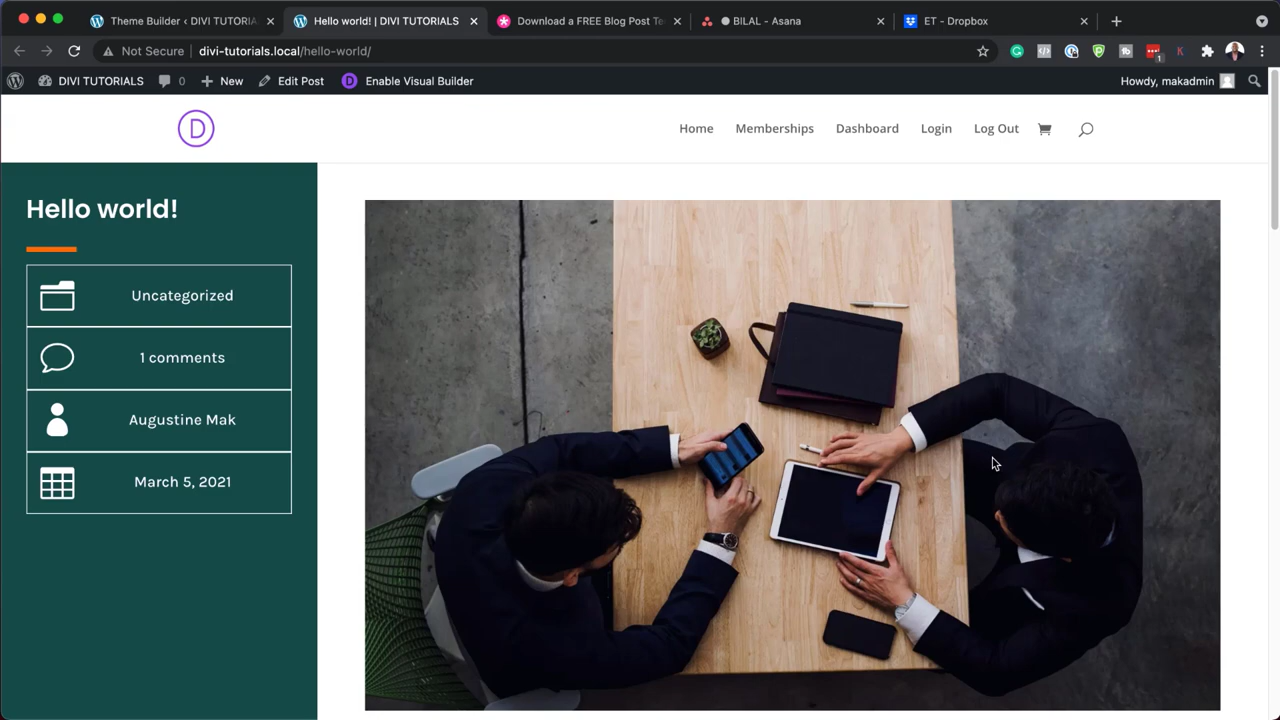 Theme Builder ‹ DIVI TUTORIA
Hello world! | DIVI TUTORIALS
Download a FREE Blog Post Te
BILAL - Asana
ET - Dropbox
Not Secure
divi-tutorials.local/hello-world/
DIVI TUTORIALS
0
New
Edit Post
D
Enable Visual Builder
Howdy, makadmin
D
Home
Memberships
Dashboard
Login
Log Out
Hello world!
Uncategorized
1 comments
Augustine Mak
March 5, 2021